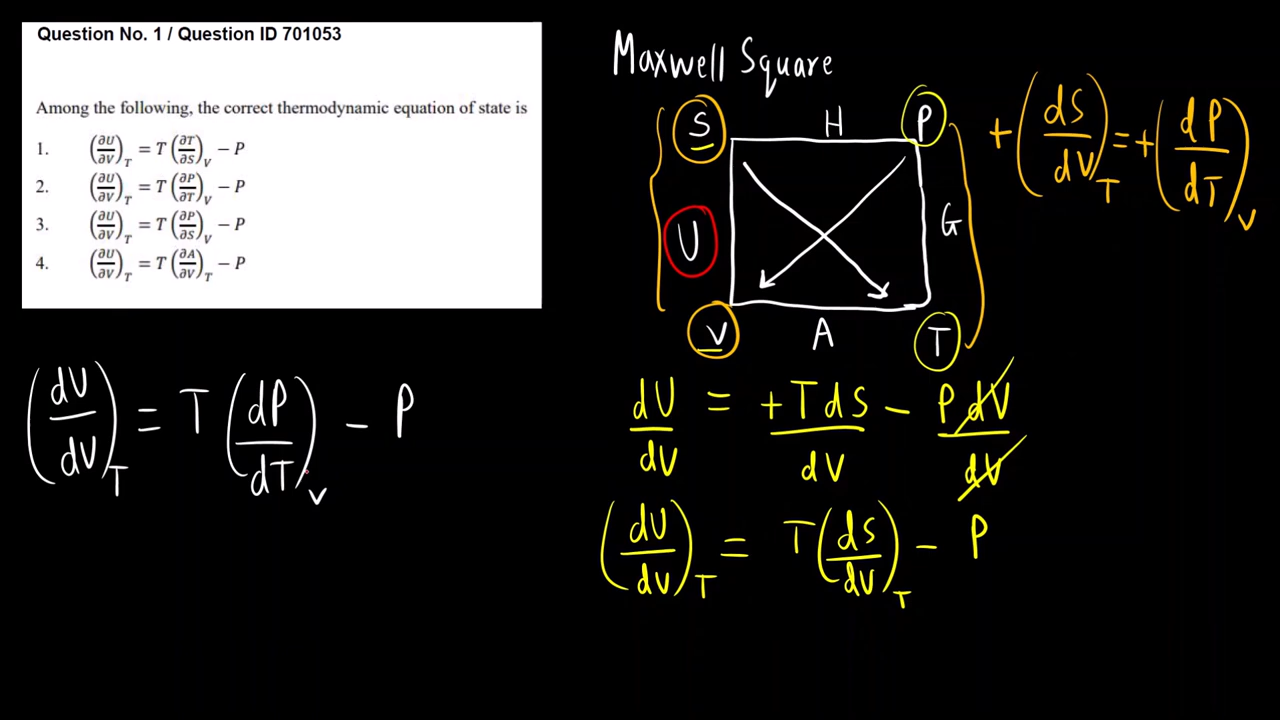 Question No. 1 / Question ID 701053
Among the following, the correct thermodynamic equation of state is
1. (∂U/∂V)_T = T (∂T/∂S)_V − P
2. (∂U/∂V)_T = T (∂P/∂T)_V − P
3. (∂U/∂V)_T = T (∂P/∂S)_V − P
4. (∂U/∂V)_T = T (∂A/∂V)_T − P
(dU/dV)_T = T (dP/dT)_V − P
Maxwell Square
S H P
U G
V A T
+ (dS/dV)_T = + (dP/dT)_V
dU/dV = +TdS/dV − PdV/dV
(dU/dV)_T = T (dS/dV)_T − P